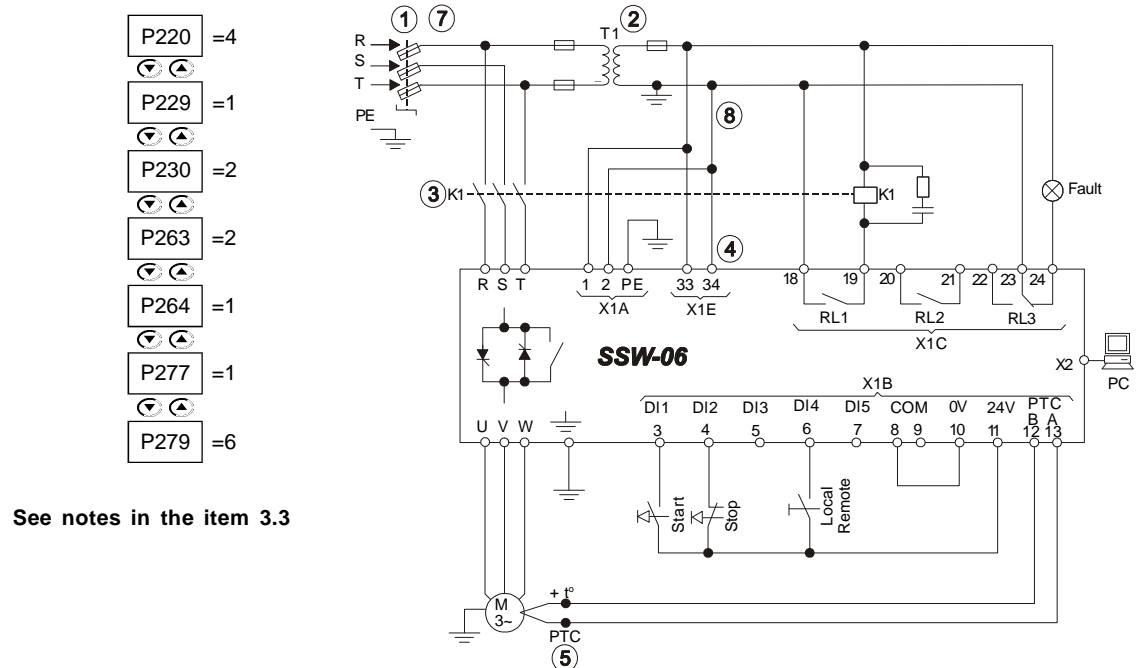 P220 =4
P229 =1
P230 =2
P263 =2
P264 =1
P277 =1
P279 =6
See notes in the item 3.3
1 7 2
T1
R
S
T
PE
8
3 K1 K1 Fault
4
R S T 1 2 PE 33 34 18 19 20 21 22 23 24
X1A X1E RL1 RL2 RL3
X1C
SSW-06
X2
PC
X1B
DI1 DI2 DI3 DI4 DI5 COM 0V 24V PTC
B A
U V W 3 4 5 6 7 8 9 10 11 12 13
Start
Stop
Local
Remote
M
3~
+ t°
PTC
5